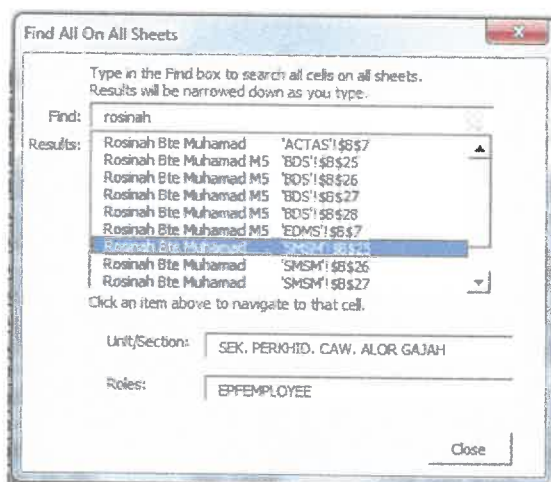 Find All On All Sheets
Type in the Find box to search all cells on all sheets.
Results will be narrowed down as you type.
Find: rosinah
Results: Rosinah Bte Muhamad 'ACTAS'!$B$7
Rosinah Bte Muhamad M5 'BDS'!$B$25
Rosinah Bte Muhamad M5 'BDS'!$B$26
Rosinah Bte Muhamad M5 'BDS'!$B$27
Rosinah Bte Muhamad M5 'BDS'!$B$28
Rosinah Bte Muhamad M5 'EDMS'!$B$7
Rosinah Bte Muhamad 'SMSM'!$B$25
Rosinah Bte Muhamad 'SMSM'!$B$26
Rosinah Bte Muhamad 'SMSM'!$B$27
Click an item above to navigate to that cell.
Unit/Section: SEK. PERKHID. CAW. ALOR GAJAH
Roles: EPFEMPLOYEE
Close